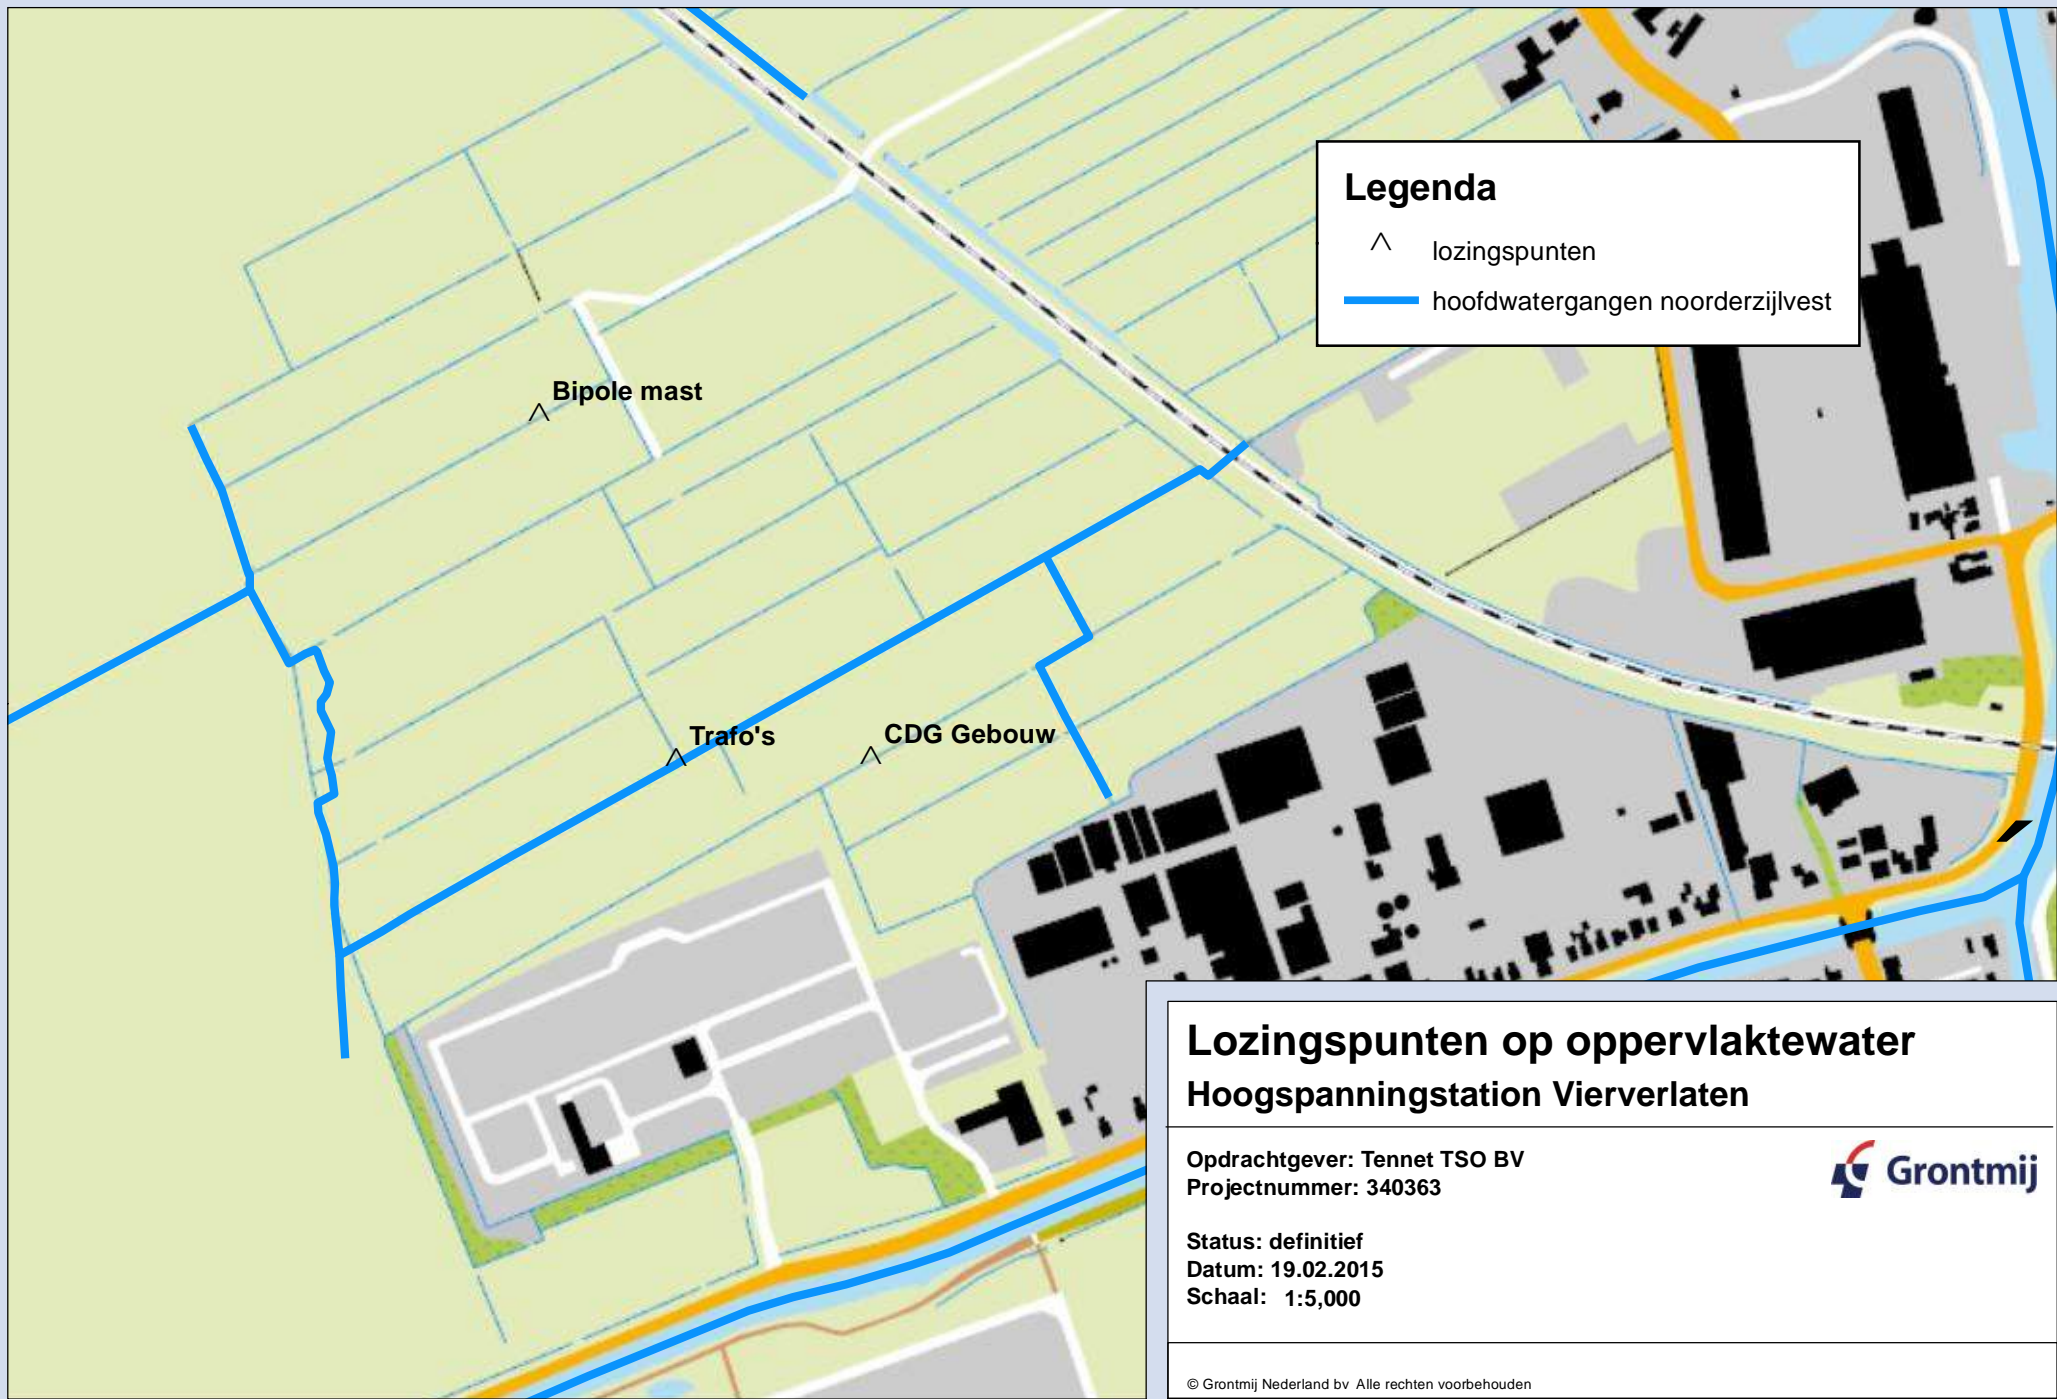 Legenda
lozingspunten
hoofdwatergangen noorderzijlvest
Bipole mast
Trafo's
CDG Gebouw
Lozingspunten op oppervlaktewater
Hoogspanningstation Vierverlaten
Opdrachtgever: Tennet TSO BV
Projectnummer: 340363
Grontmij
Status: definitief
Datum: 19.02.2015
Schaal: 1:5,000
© Grontmij Nederland bv Alle rechten voorbehouden